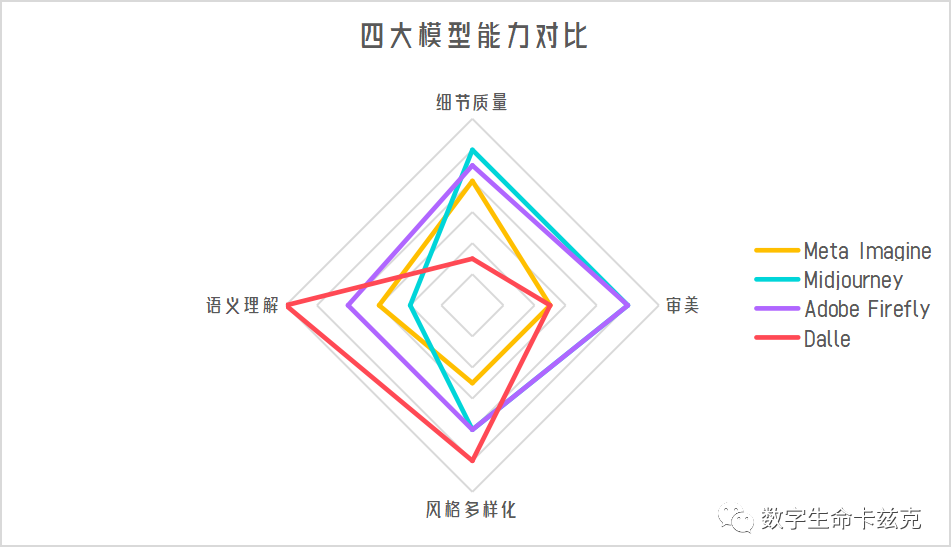 四大模型能力对比
细节质量
语义理解
审美
Meta Imagine
Midjourney
Adobe Firefly
Dalle
风格多样化
数字生命卡兹克